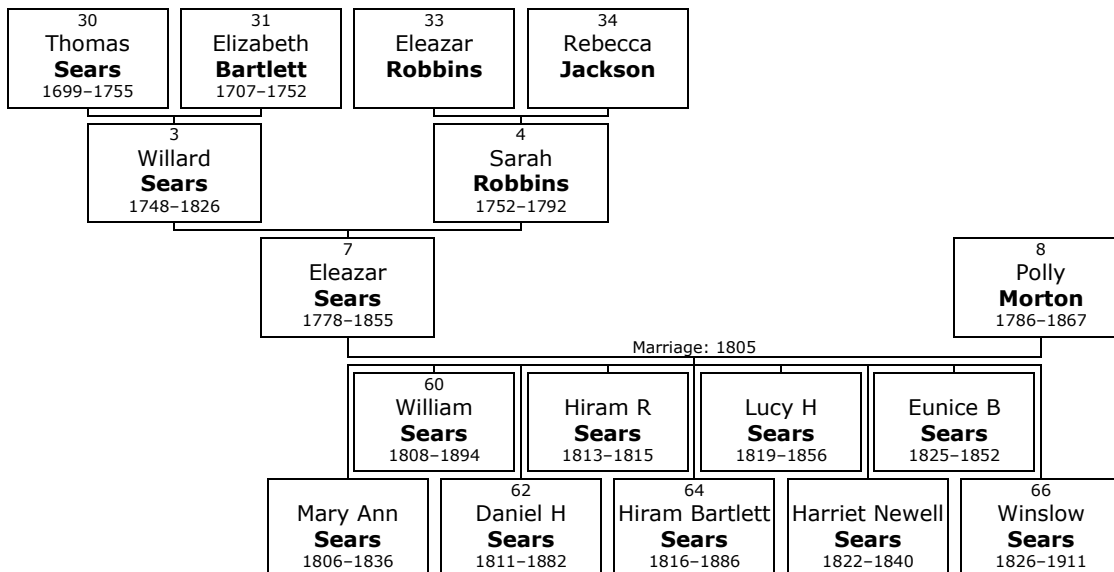 30
Thomas
Sears
1699–1755
31
Elizabeth
Bartlett
1707–1752
33
Eleazar
Robbins
34
Rebecca
Jackson
3
Willard
Sears
1748–1826
4
Sarah
Robbins
1752–1792
7
Eleazar
Sears
1778–1855
8
Polly
Morton
1786–1867
Marriage: 1805
60
William
Sears
1808–1894
Hiram R
Sears
1813–1815
Lucy H
Sears
1819–1856
Eunice B
Sears
1825–1852
Mary Ann
Sears
1806–1836
62
Daniel H
Sears
1811–1882
64
Hiram Bartlett
Sears
1816–1886
Harriet Newell
Sears
1822–1840
66
Winslow
Sears
1826–1911